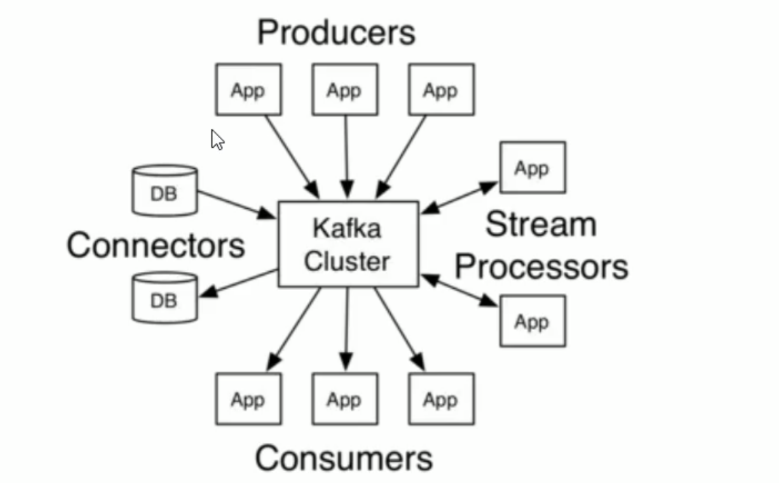 Producers
App
App
App
DB
App
Kafka
Cluster
Connectors
Stream
Processors
DB
App
App
App
App
Consumers